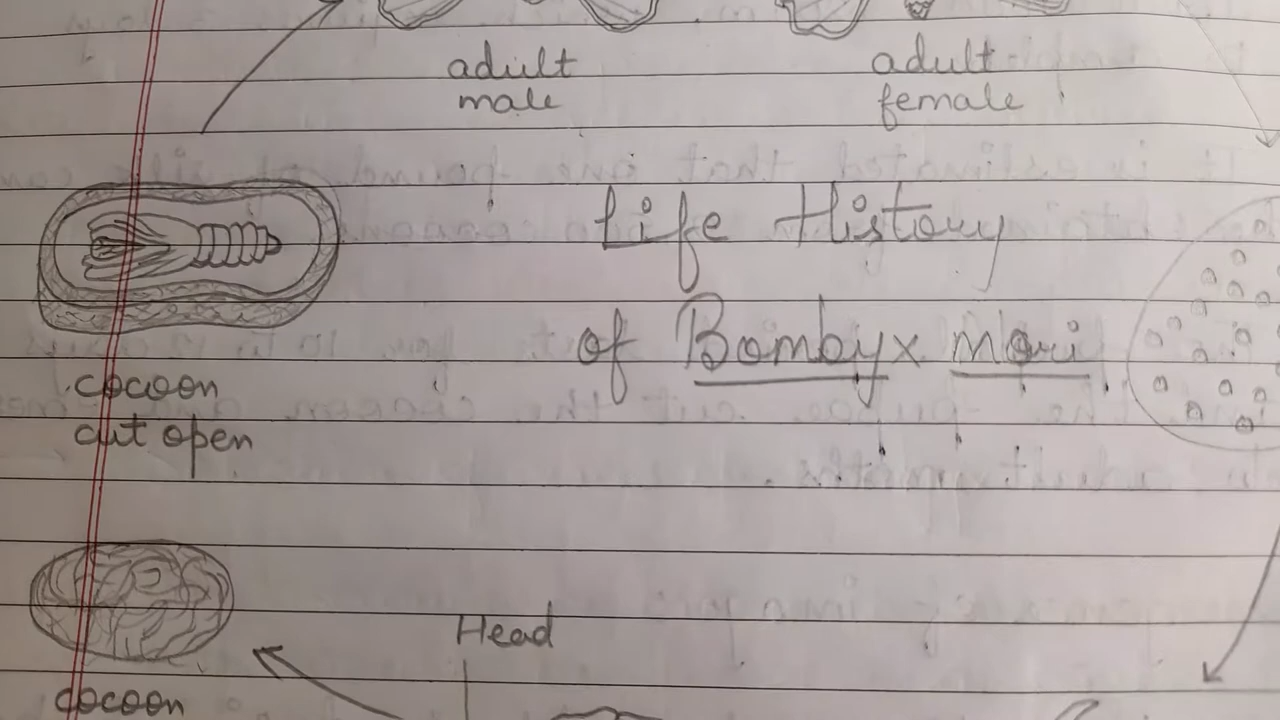 adult
male
adult
female
Life History
of Bombyx mori
cocoon
cut open
Head
cocoon